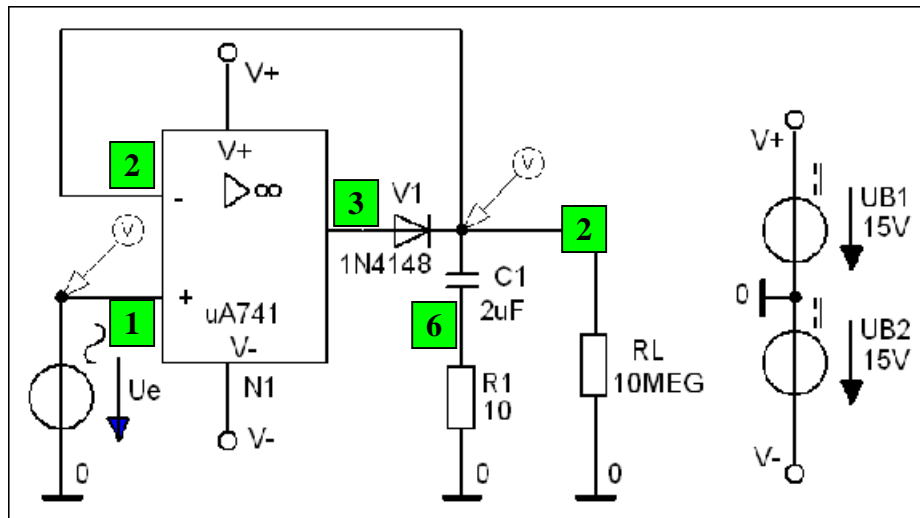 V+
V+
2
-
∞
3
V1
V
2
V
1N4148
C1
2uF
+
1
uA741
6
V-
N1
Ue
R1
10
RL
10MEG
V-
0
0
0
V+
UB1
15V
0
UB2
15V
V-